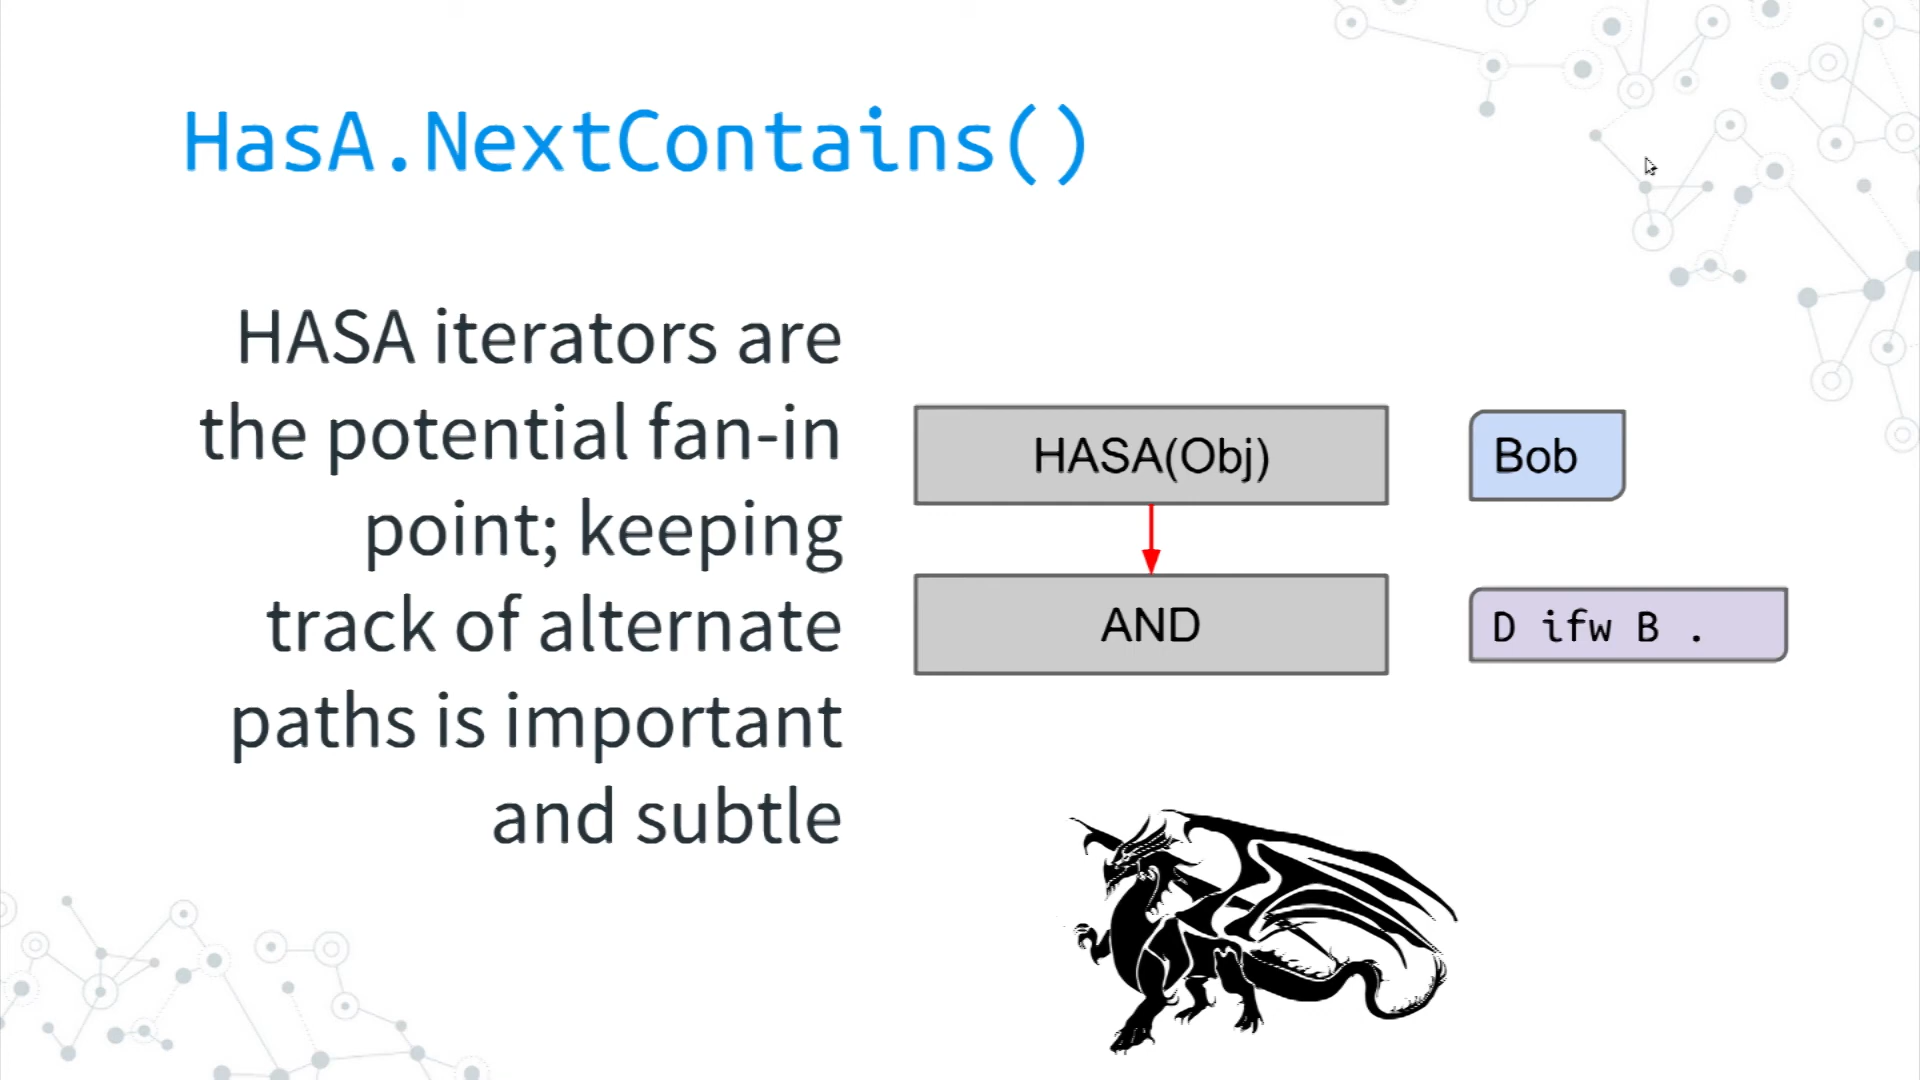 HasA.NextContains()
HASA iterators are
the potential fan-in
point; keeping
track of alternate
paths is important
and subtle
HASA(Obj)
Bob
AND
D ifw B .